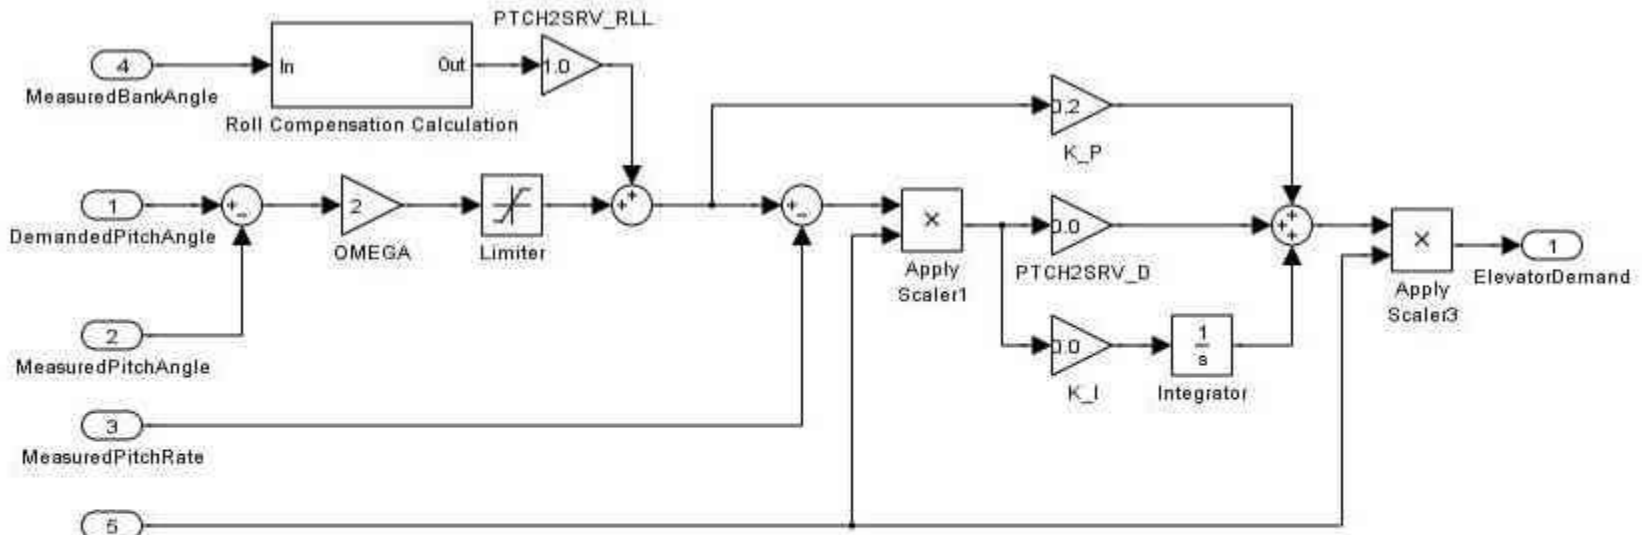 PTCH2SRV_RLL
4
In
Out
1.0
MeasuredBankAngle
Roll Compensation Calculation
0.2
K_P
1
+
-
2
+
+
+
-
×
0.0
+
+
+
×
1
DemandedPitchAngle
OMEGA
Limiter
Apply
Scaler1
PTCH2SRV_D
Apply
Scaler3
ElevatorDemand
2
MeasuredPitchAngle
0.0
1
s
K_I
Integrator
3
MeasuredPitchRate
5